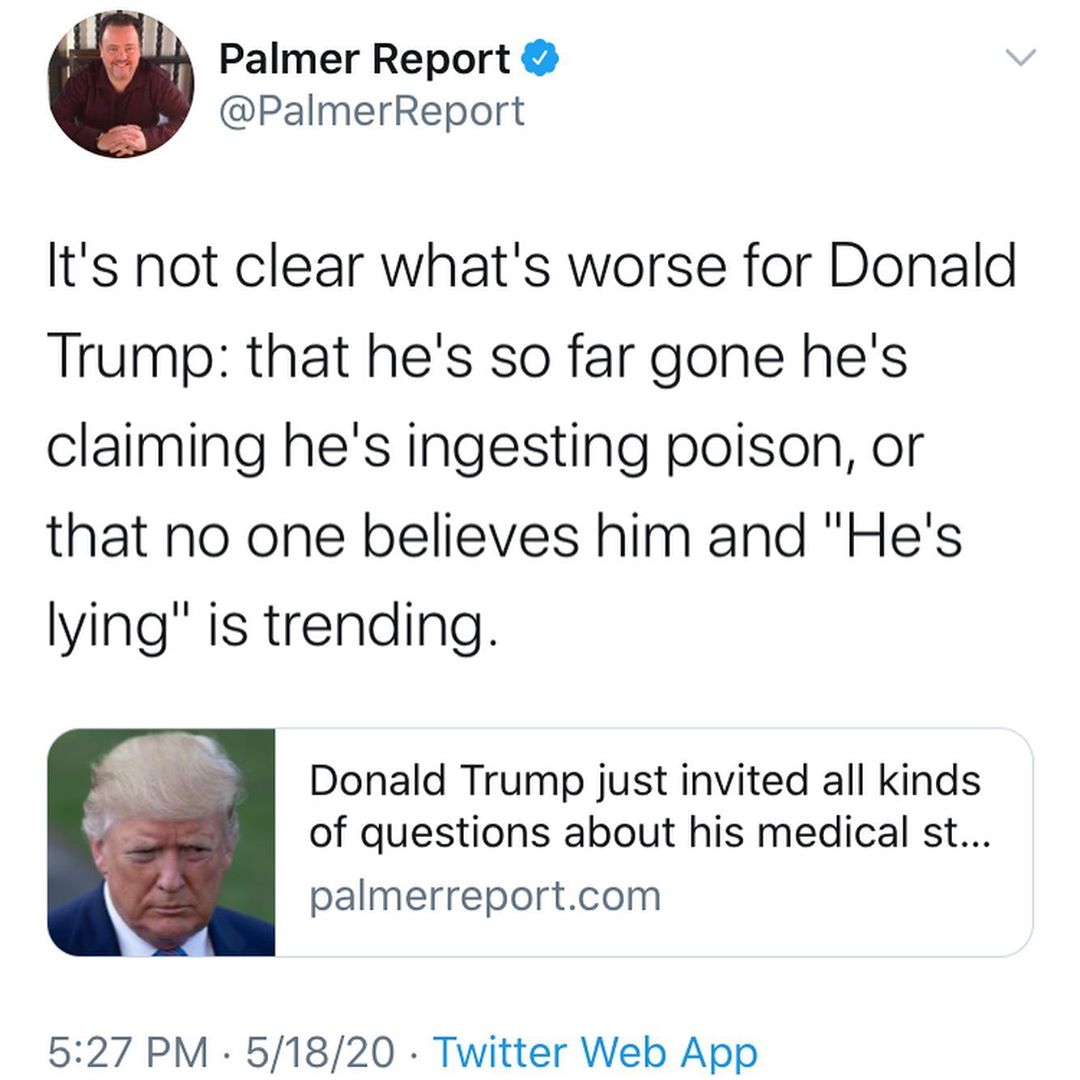 Palmer Report
@PalmerReport
It's not clear what's worse for Donald
Trump: that he's so far gone he's
claiming he's ingesting poison, or
that no one believes him and "He's
lying" is trending.
Donald Trump just invited all kinds
of questions about his medical st...
palmerreport.com
5:27 PM · 5/18/20 · Twitter Web App